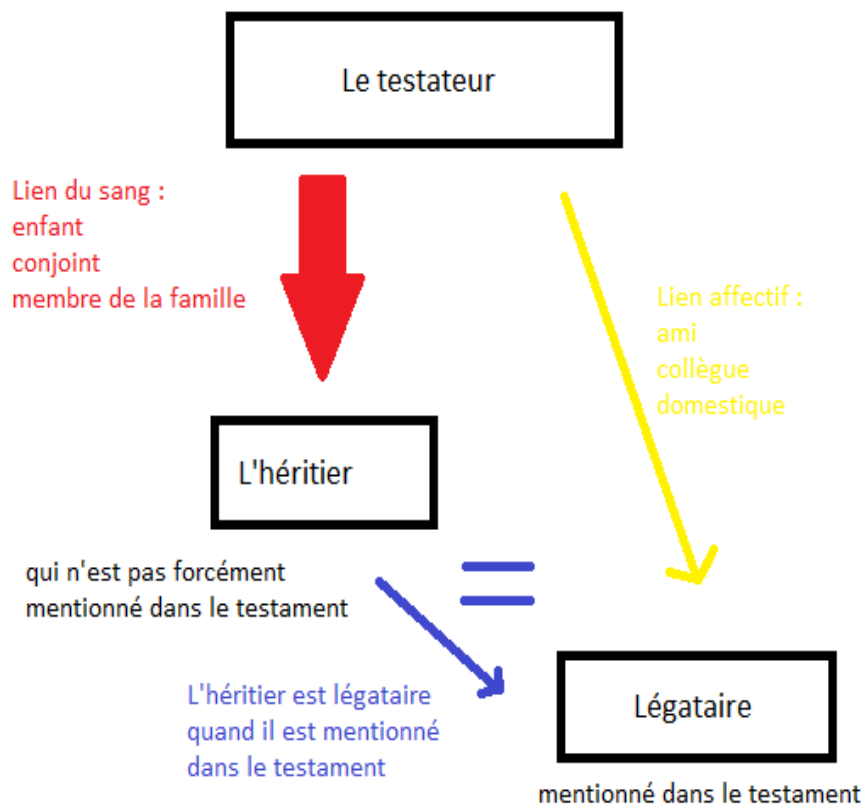 Le testateur
Lien du sang :
enfant
conjoint
membre de la famille
Lien affectif :
ami
collègue
domestique
L'héritier
qui n'est pas forcément
mentionné dans le testament
L'héritier est légataire
quand il est mentionné
dans le testament
Légataire
mentionné dans le testament